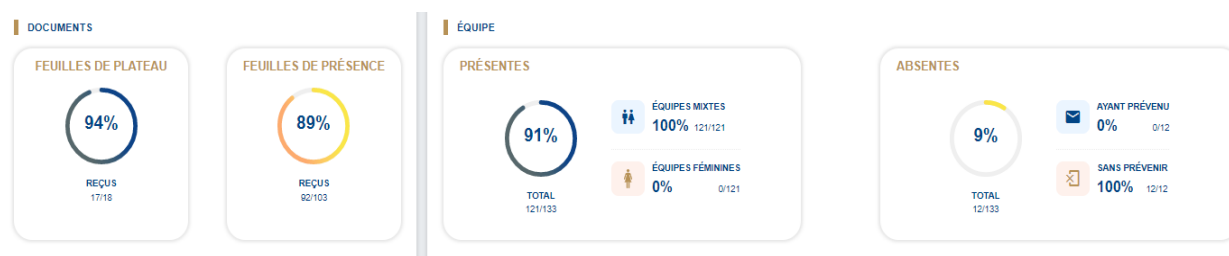 DOCUMENTS
FEUILLES DE PLATEAU
94%
REÇUS
17/18
FEUILLES DE PRÉSENCE
89%
REÇUS
92/103
ÉQUIPE
PRÉSENTES
91%
TOTAL
121/133
ÉQUIPES MIXTES
100% 121/121
ÉQUIPES FÉMININES
0% 0/121
ABSENTES
9%
TOTAL
12/133
AYANT PRÉVENU
0% 0/12
SANS PRÉVENIR
100% 12/12